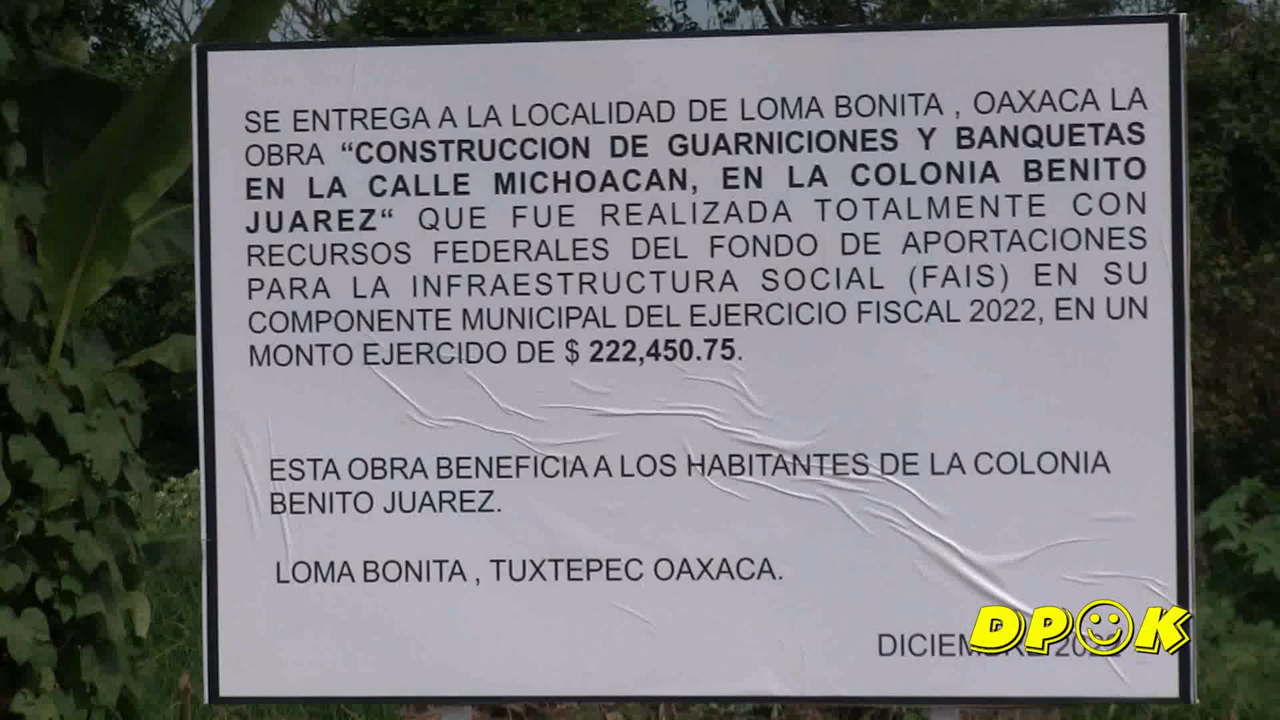 SE ENTREGA A LA LOCALIDAD DE LOMA BONITA , OAXACA LA
OBRA “CONSTRUCCION DE GUARNICIONES Y BANQUETAS
EN LA CALLE MICHOACAN, EN LA COLONIA BENITO
JUAREZ“ QUE FUE REALIZADA TOTALMENTE CON
RECURSOS FEDERALES DEL FONDO DE APORTACIONES
PARA LA INFRAESTRUCTURA SOCIAL (FAIS) EN SU
COMPONENTE MUNICIPAL DEL EJERCICIO FISCAL 2022, EN UN
MONTO EJERCIDO DE $ 222,450.75.
ESTA OBRA BENEFICIA A LOS HABITANTES DE LA COLONIA
BENITO JUAREZ.
LOMA BONITA , TUXTEPEC OAXACA.
DICIEMBRE
DPOK